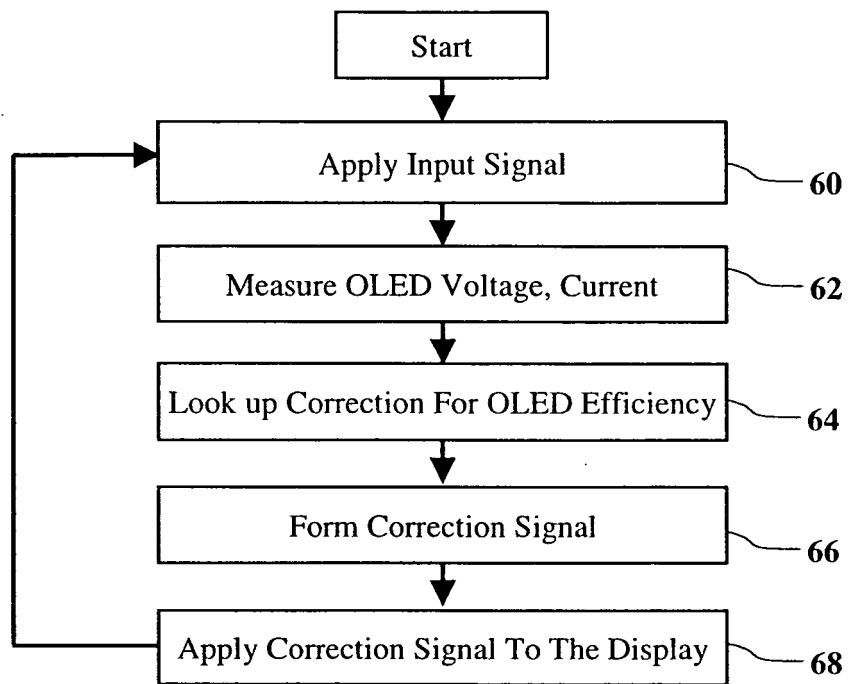 Start
Apply Input Signal
60
Measure OLED Voltage, Current
62
Look up Correction For OLED Efficiency
64
Form Correction Signal
66
Apply Correction Signal To The Display
68